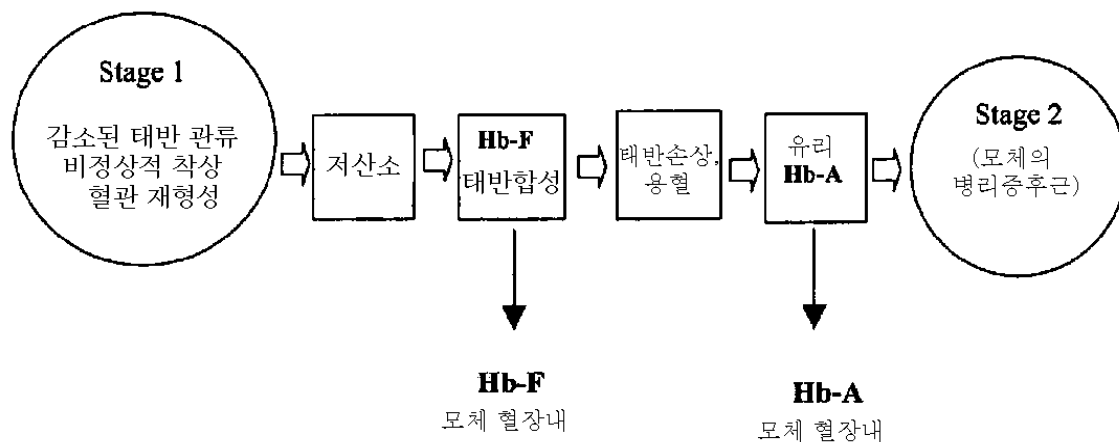 Stage 1
감소된 태반 관류
비정상적 착상
혈관 재형성
저산소
Hb-F
태반합성
태반손상,
용혈
유리
Hb-A
Stage 2
(모체의
병리증후근)
Hb-F
모체 혈장내
Hb-A
모체 혈장내